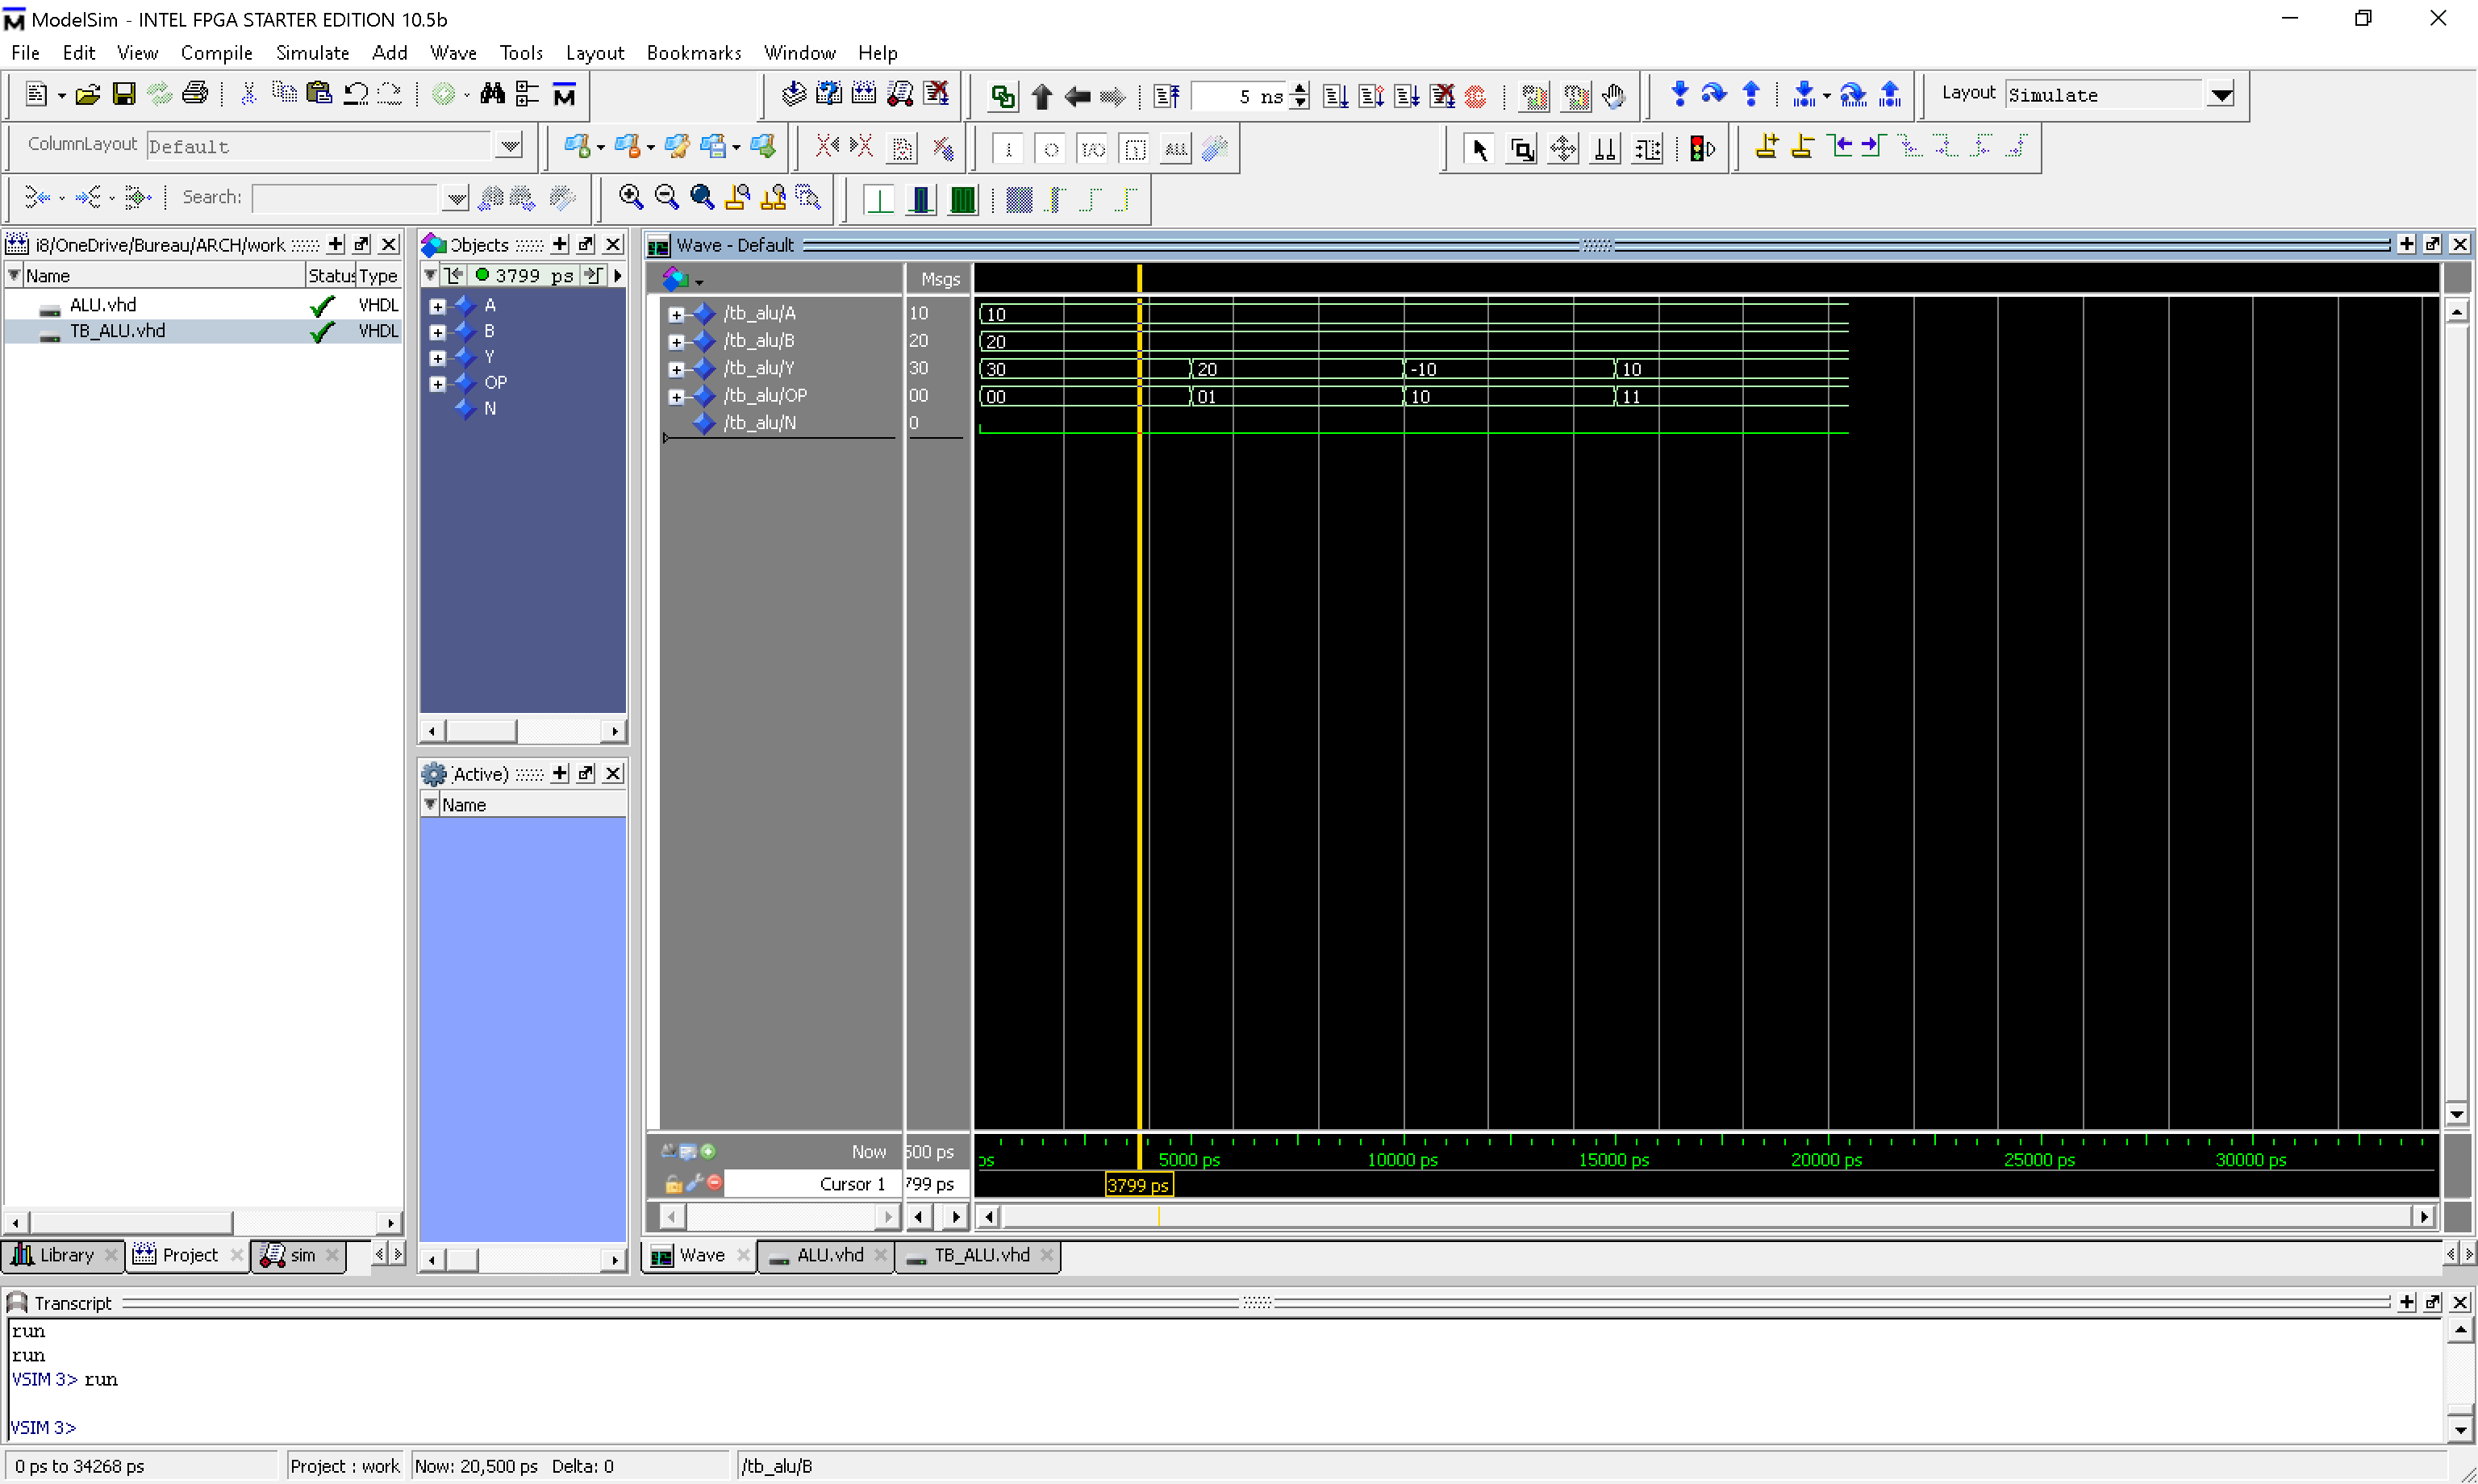 ModelSim - INTEL FPGA STARTER EDITION 10.5b
File Edit View Compile Simulate Add Wave Tools Layout Bookmarks Window Help
5 ns
Layout Simulate
ColumnLayout Default
I O I/O ALL
Search:
i8/OneDrive/Bureau/ARCH/work
Name Status Type
ALU.vhd VHDL
TB_ALU.vhd VHDL
Objects
3799 ps
A
B
Y
OP
N
(Active)
Name
Wave - Default
Msgs
/tb_alu/A 10 10
/tb_alu/B 20 20
/tb_alu/Y 30 30 20 -10 10
/tb_alu/OP 00 00 01 10 11
/tb_alu/N 0
Now 500 ps ps 5000 ps 10000 ps 15000 ps 20000 ps 25000 ps 30000 ps
Cursor 1 799 ps 3799 ps
Library Project sim
Wave ALU.vhd TB_ALU.vhd
Transcript
run
run
VSIM 3> run
VSIM 3>
0 ps to 34268 ps Project : work Now: 20,500 ps Delta: 0 /tb_alu/B